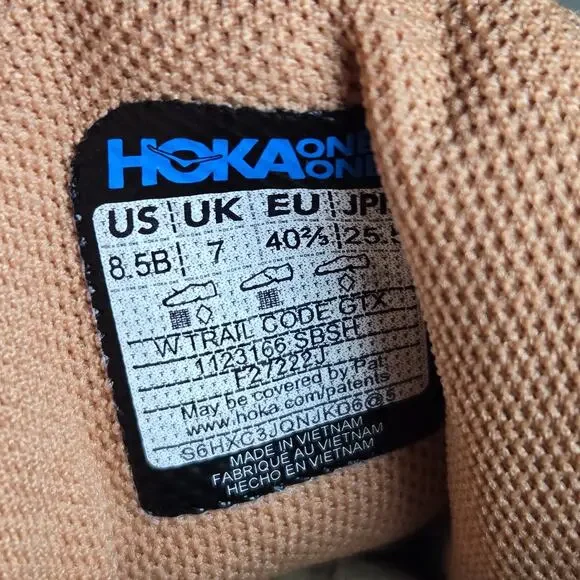 HOKA ONE ONE
US UK EU JP
8.5B 7 40⅔ 25.5
W TRAIL CODE GTX
1123166 SBSH
F27222J
May be covered by Pat.
www.hoka.com/patents
S6HXC3JQNJKD6@5
MADE IN VIETNAM
FABRIQUE AU VIETNAM
HECHO EN VIETNAM